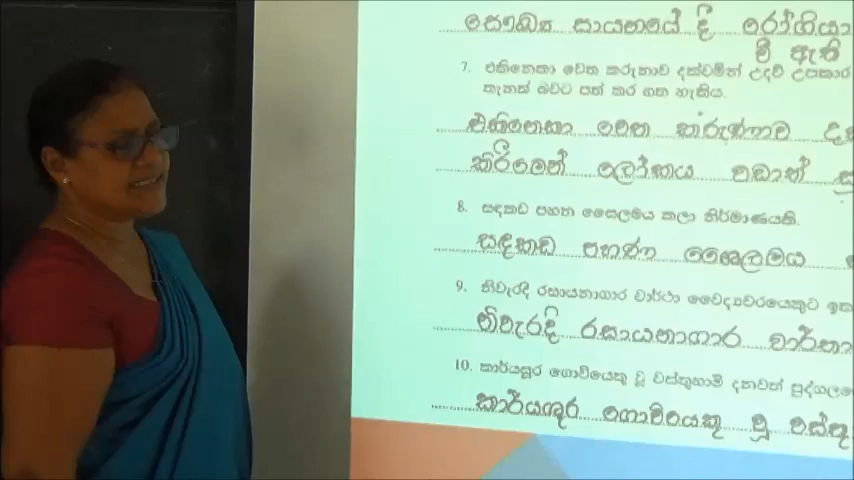 සෞඛ්‍ය සායනයේ දී රෝගියා
වී ඇති
7. එකිනෙකා වෙත කරුනාව දක්වමින් උදව් උපකාර
තැනක් බවට පත් කර ගත හැකිය.
එකිනෙකා වෙත කරුණාව
කිරීමෙන් ලෝකය වඩාත්
8. සඳකඩ පහන සෛලමය කලා නිර්මාණයකි.
සඳකඩ පහණ ශෛලමය
9. නිවැරදි රසායනාගාර වාර්ථා වෛද්‍යවරයෙකුට
නිවැරදි රසායනාගාර වාර්තා
10. කාර්යසූර ගොවියෙකු වූ වස්තුහාමි දනවත් පුද්ගල
කාර්යශූර ගොවියෙකු වූ වස්තු